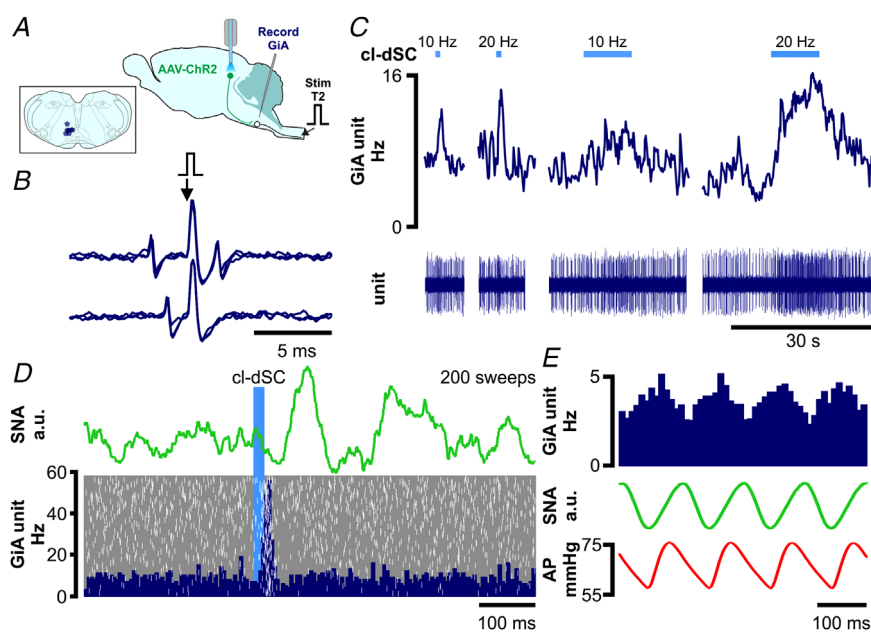 A
AAV-ChR2
Record
GiA
Stim
T2
B
5 ms
C
cl-dSC
10 Hz
20 Hz
10 Hz
20 Hz
16
GiA unit
Hz
0
unit
30 s
D
cl-dSC
200 sweeps
SNA
a.u.
60
40
20
0
GiA unit
Hz
100 ms
E
5
GiA unit
Hz
0
SNA
a.u.
75
AP
mmHg
55
100 ms